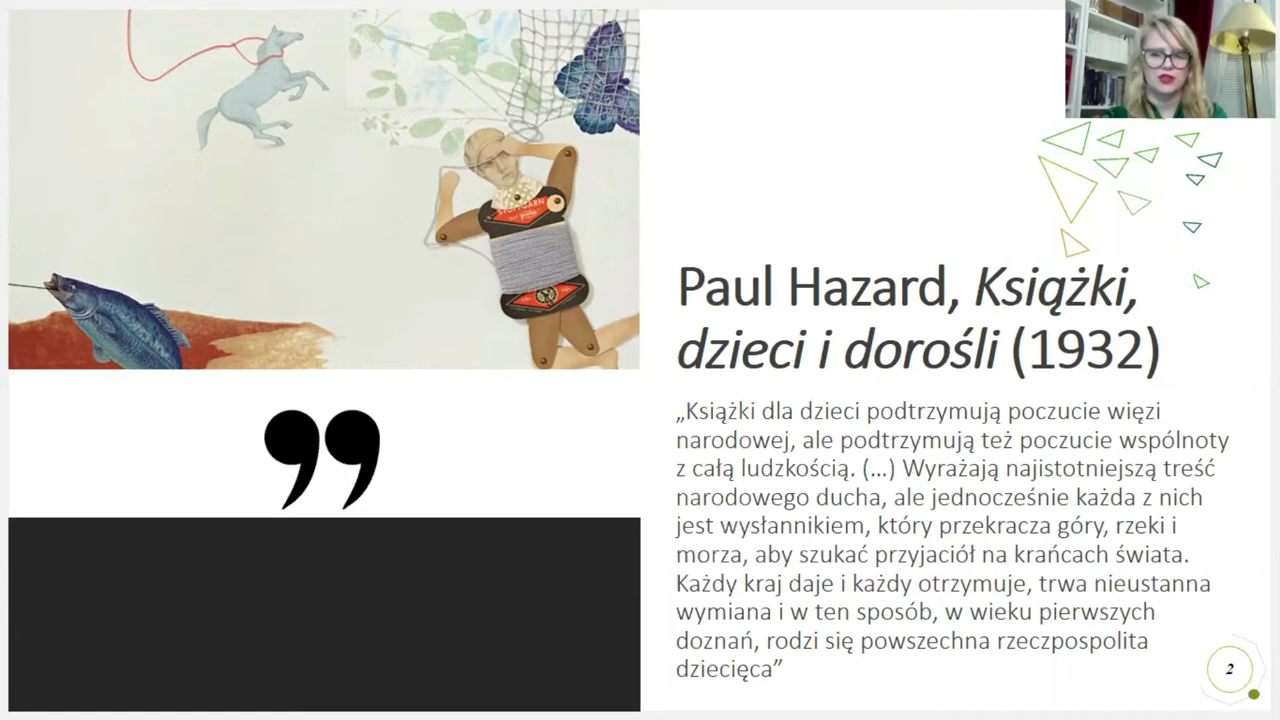 Paul Hazard, Książki,
dzieci i dorośli (1932)
„Książki dla dzieci podtrzymują poczucie więzi
narodowej, ale podtrzymują też poczucie wspólnoty
z całą ludzkością. (...) Wyrażają najistotniejszą treść
narodowego ducha, ale jednocześnie każda z nich
jest wysłannikiem, który przekracza góry, rzeki i
morza, aby szukać przyjaciół na krańcach świata.
Każdy kraj daje i każdy otrzymuje, trwa nieustanna
wymiana i w ten sposób, w wieku pierwszych
doznań, rodzi się powszechna rzeczpospolita
dziecięca”
2